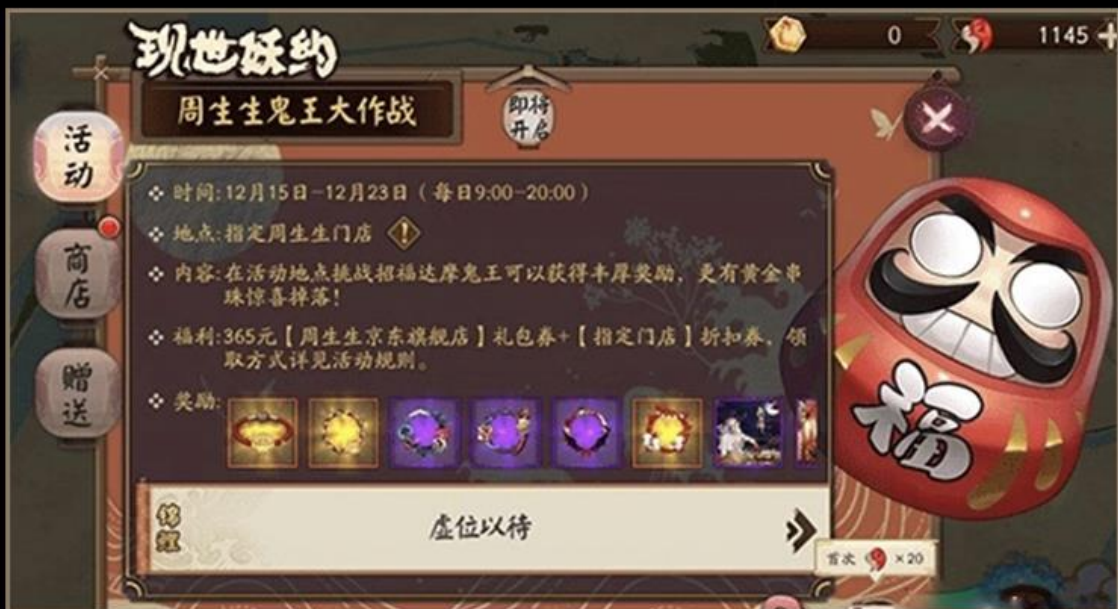 现世妖约
0
1145
周生生鬼王大作战
即将
开启
活动
商店
赠送
时间:12月15日-12月23日(每日9:00-20:00)
地点:指定周生生门店
内容:在活动地点挑战招福达摩鬼王可以获得丰厚奖励,更有黄金串
珠惊喜掉落!
福利:365元【周生生京东旗舰店】礼包券+【指定门店】折扣券,领
取方式详见活动规则。
奖励:
福
锦鲤
虚位以待
首次 ×20